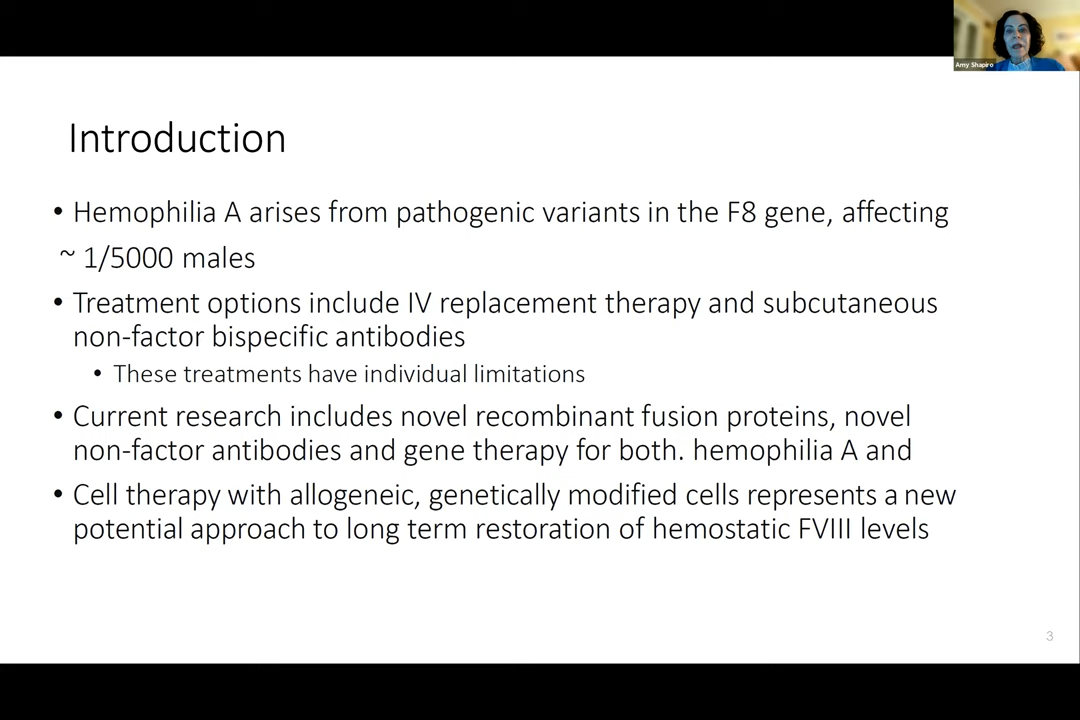 Amy Shapiro
Introduction
• Hemophilia A arises from pathogenic variants in the F8 gene, affecting
~ 1/5000 males
• Treatment options include IV replacement therapy and subcutaneous
non-factor bispecific antibodies
• These treatments have individual limitations
• Current research includes novel recombinant fusion proteins, novel
non-factor antibodies and gene therapy for both. hemophilia A and
• Cell therapy with allogeneic, genetically modified cells represents a new
potential approach to long term restoration of hemostatic FVIII levels
3